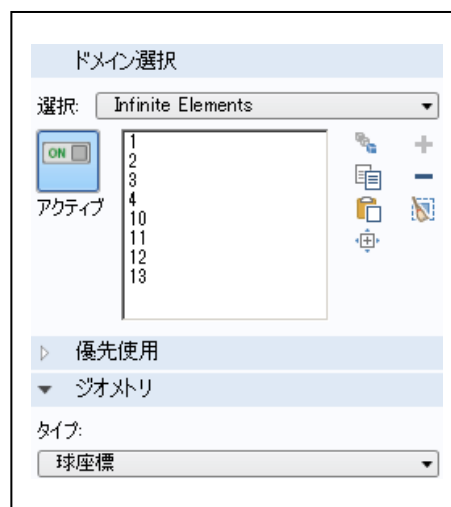 ドメイン選択
選択: Infinite Elements
ON
アクティブ
1
2
3
4
10
11
12
13
優先使用
ジオメトリ
タイプ:
球座標